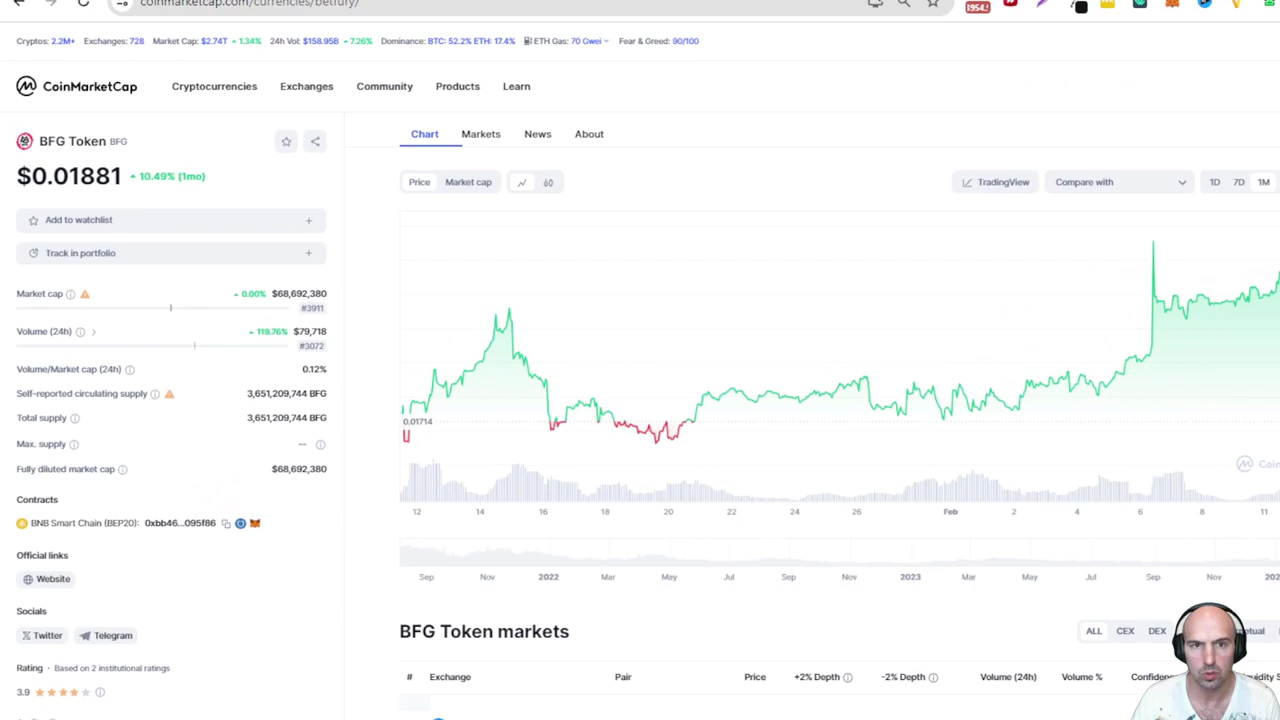 coinmarketcap.com/currencies/betfury/
3954.5
Cryptos: 2.2M+ Exchanges: 728 Market Cap: $2.74T 1.34% 24h Vol: $158.95B 7.26% Dominance: BTC: 52.2% ETH: 17.4% ETH Gas: 70 Gwei Fear & Greed: 90/100
CoinMarketCap Cryptocurrencies Exchanges Community Products Learn
BFG Token BFG
$0.01881 10.49% (1mo)
Add to watchlist +
Track in portfolio +
Market cap 0.00% $68,692,380
#3911
Volume (24h) 119.76% $79,718
#3072
Volume/Market cap (24h) 0.12%
Self-reported circulating supply 3,651,209,744 BFG
Total supply 3,651,209,744 BFG
Max. supply --
Fully diluted market cap $68,692,380
Contracts
BNB Smart Chain (BEP20): 0xbb46...095f86
Official links
Website
Socials
Twitter Telegram
Rating · Based on 2 institutional ratings
3.9
Chart Markets News About
Price Market cap TradingView Compare with 1D 7D 1M
0.01714
12 14 16 18 20 22 24 26 Feb 2 4 6 8 11
Sep Nov 2022 Mar May Jul Sep Nov 2023 Mar May Jul Sep Nov
BFG Token markets
ALL CEX DEX
# Exchange Pair Price +2% Depth -2% Depth Volume (24h) Volume %